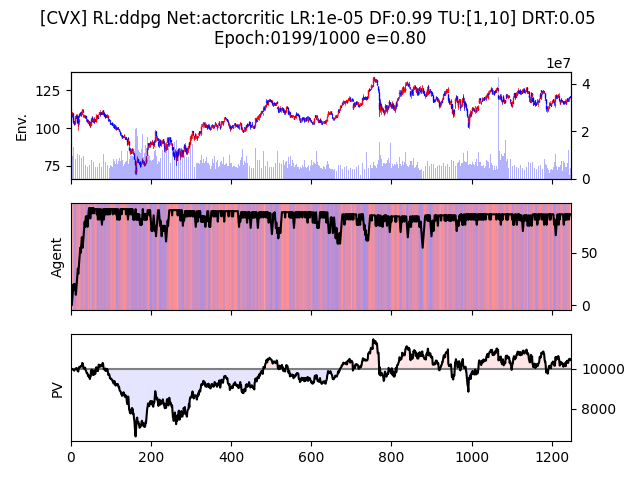 [CVX] RL:ddpg Net:actorcritic LR:1e-05 DF:0.99 TU:[1,10] DRT:0.05
Epoch:0199/1000 e=0.80
1e7
125
100
75
Env.
4
2
0
Agent
50
0
PV
10000
8000
0
200
400
600
800
1000
1200